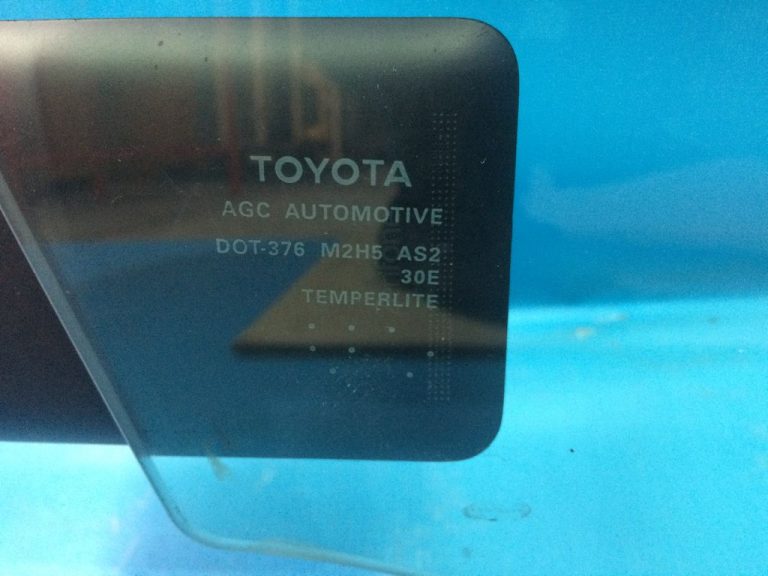 TOYOTA
AGC AUTOMOTIVE
DOT-376 M2H5 AS2
30E
TEMPERLITE